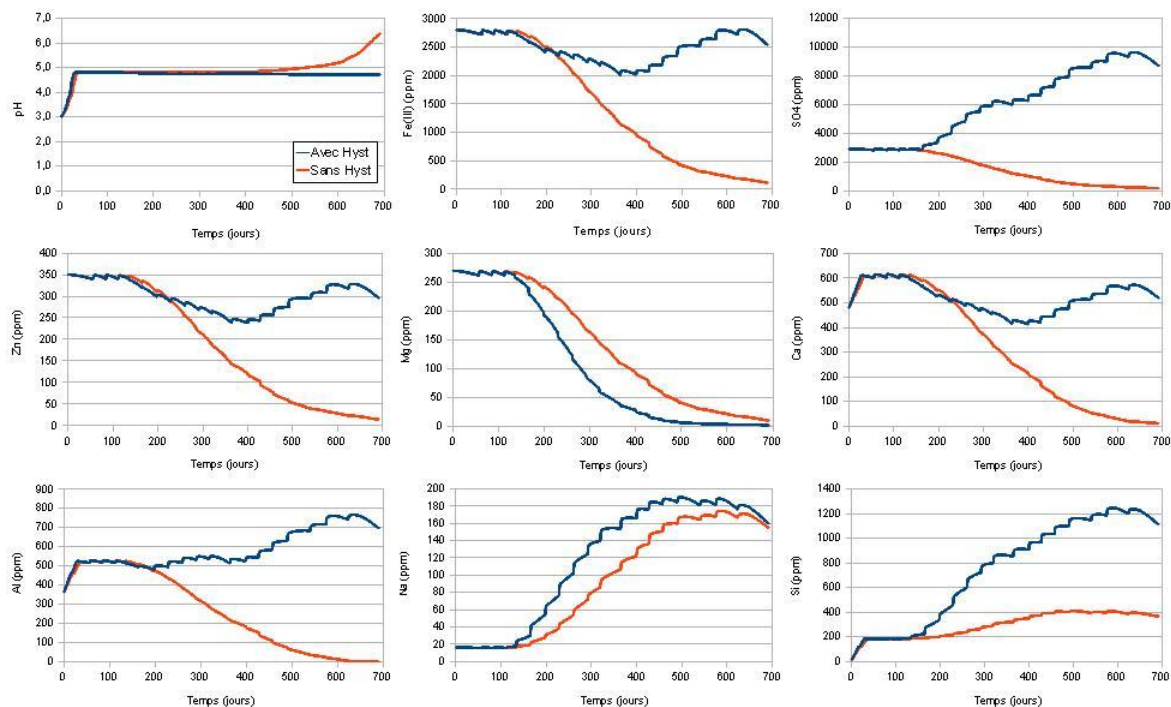 7,0
6,0
5,0
4,0
3,0
2,0
1,0
0,0
pH
0 100 200 300 400 500 600 700
Temps (jours)
Avec Hyst
Sans Hyst
3000
2500
2000
1500
1000
500
0
Fe(III) (ppm)
0 100 200 300 400 500 600 700
Temps (jours)
12000
10000
8000
6000
4000
2000
0
SO4 (ppm)
0 100 200 300 400 500 600 700
Temps (jours)
400
350
300
250
200
150
100
50
0
Zn (ppm)
0 100 200 300 400 500 600 700
Temps (jours)
300
250
200
150
100
50
0
Mg (ppm)
0 100 200 300 400 500 600 700
Temps (jours)
700
600
500
400
300
200
100
0
Ca (ppm)
0 100 200 300 400 500 600 700
Temps (jours)
900
800
700
600
500
400
300
200
100
0
Al (ppm)
0 100 200 300 400 500 600 700
Temps (jours)
200
180
160
140
120
100
80
60
40
20
0
Na (ppm)
0 100 200 300 400 500 600 700
Temps (jours)
1400
1200
1000
800
600
400
200
0
Si (ppm)
0 100 200 300 400 500 600 700
Temps (jours)